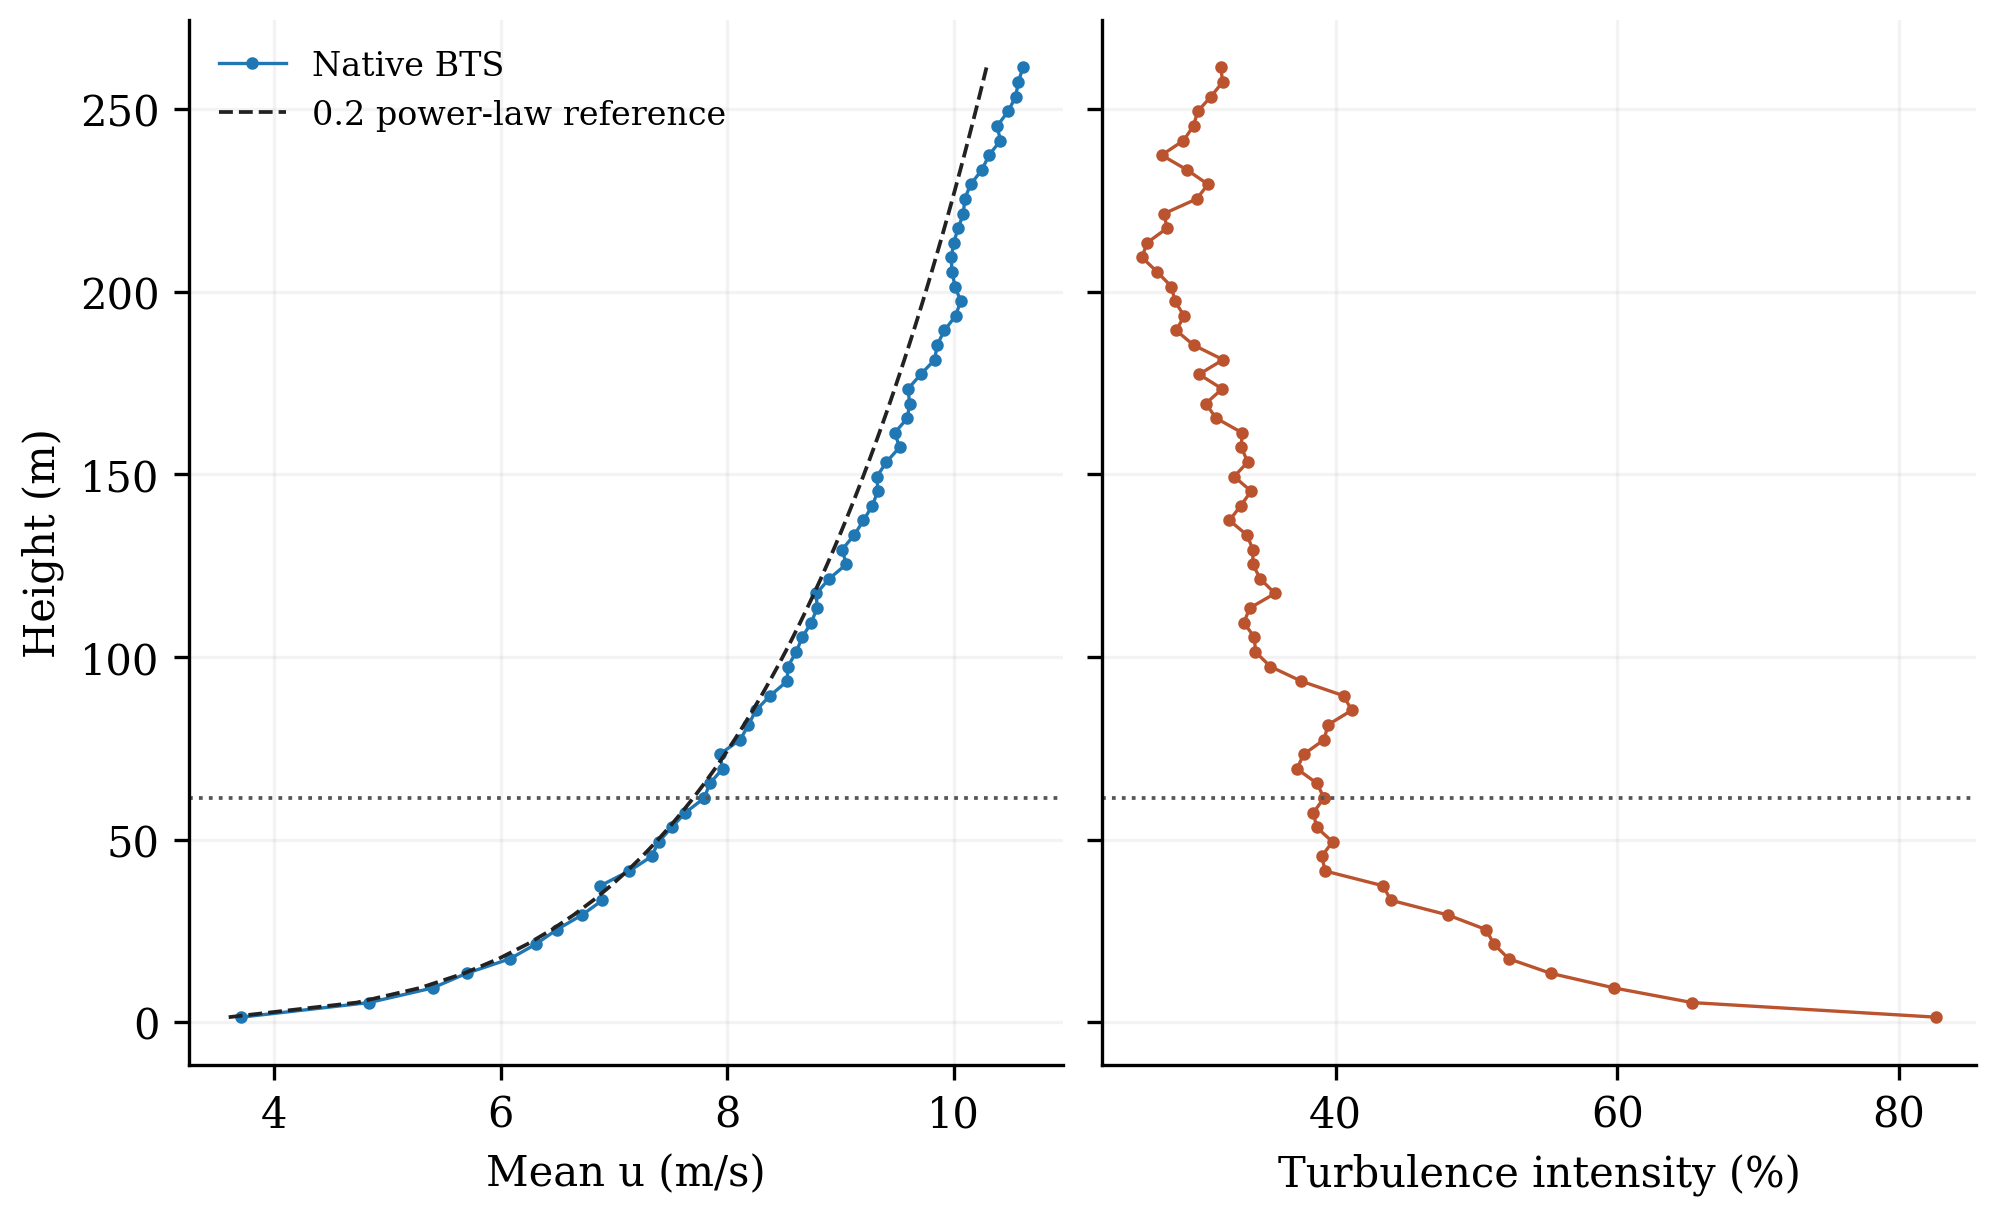 Native BTS
0.2 power-law reference
Height (m)
250
200
150
100
50
0
4 6 8 10
Mean u (m/s)
40 60 80
Turbulence intensity (%)